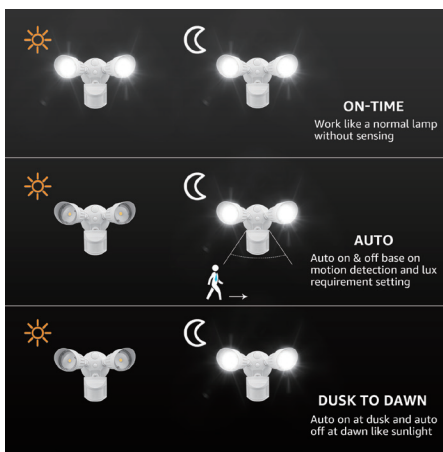 ON-TIME
Work like a normal lamp
without sensing
AUTO
Auto on & off base on
motion detection and lux
requirement setting
DUSK TO DAWN
Auto on at dusk and auto
off at dawn like sunlight